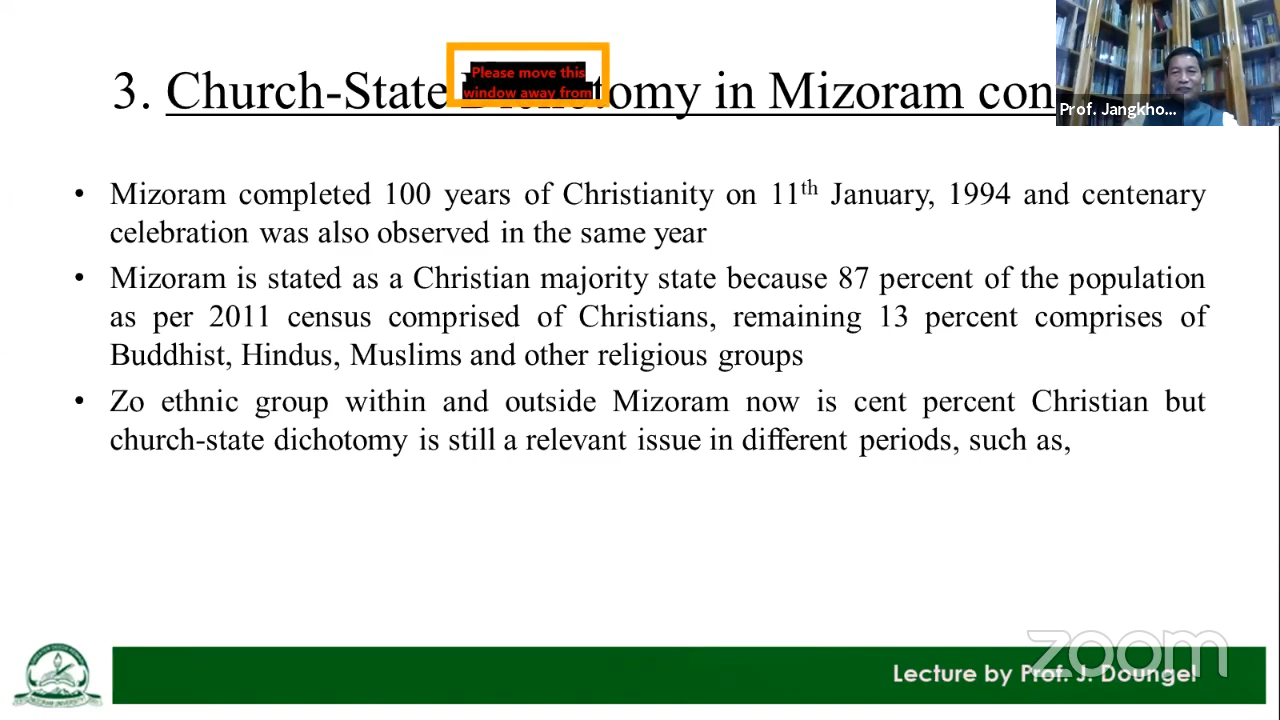 3. Church-State Dichotomy in Mizoram con
Please move this
window away from
Prof. Jangkho...
• Mizoram completed 100 years of Christianity on 11th January, 1994 and centenary
celebration was also observed in the same year
• Mizoram is stated as a Christian majority state because 87 percent of the population
as per 2011 census comprised of Christians, remaining 13 percent comprises of
Buddhist, Hindus, Muslims and other religious groups
• Zo ethnic group within and outside Mizoram now is cent percent Christian but
church-state dichotomy is still a relevant issue in different periods, such as,
zoom
Lecture by Prof. J. Doungel